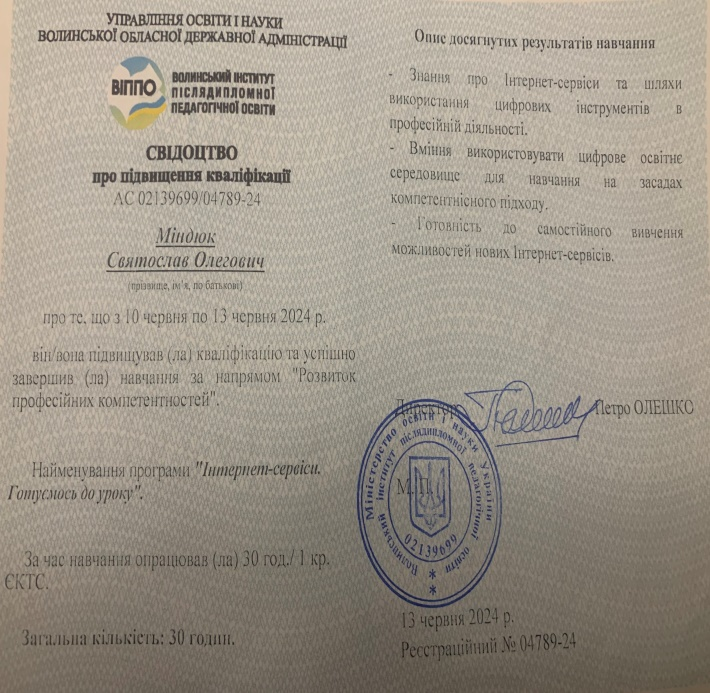 УПРАВЛІННЯ ОСВІТИ І НАУКИ
ВОЛИНСЬКОЇ ОБЛАСНОЇ ДЕРЖАВНОЇ АДМІНІСТРАЦІЇ
ВІППО
ВОЛИНСЬКИЙ ІНСТИТУТ
ПІСЛЯДИПЛОМНОЇ
ПЕДАГОГІЧНОЇ ОСВІТИ
СВІДОЦТВО
про підвищення кваліфікації
АС 02139699/04789-24
Міндюк
Святослав Олегович
(прізвище, ім'я, по батькові)
про те, що з 10 червня по 13 червня 2024 р.
він/вона підвищував (ла) кваліфікацію та успішно
завершив (ла) навчання за напрямом "Розвиток
професійних компетентностей".
Найменування програми "Інтернет-сервіси.
Готуємось до уроку".
За час навчання опрацював (ла) 30 год./ 1 кр.
ЄКТС.
Загальна кількість: 30 годин.
Опис досягнутих результатів навчання
- Знання про Інтернет-сервіси та шляхи
використання цифрових інструментів в
професійній діяльності.
- Вміння використовувати цифрове освітнє
середовище для навчання на засадах
компетентнісного підходу.
- Готовність до самостійного вивчення
можливостей нових Інтернет-сервісів.
Директор Петро ОЛЕШКО
М. П.
Міністерство освіти і науки України
Волинський інститут післядипломної педагогічної освіти
02139699
13 червня 2024 р.
Реєстраційний № 04789-24